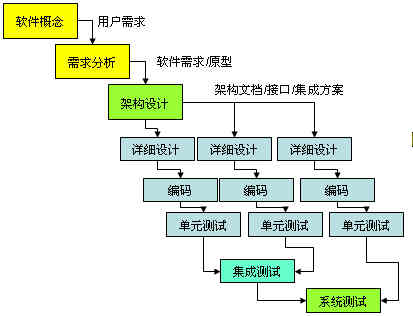 软件概念
用户需求
需求分析
软件需求/原型
架构设计
架构文档/接口/集成方案
详细设计
详细设计
详细设计
编码
编码
编码
单元测试
单元测试
单元测试
集成测试
系统测试